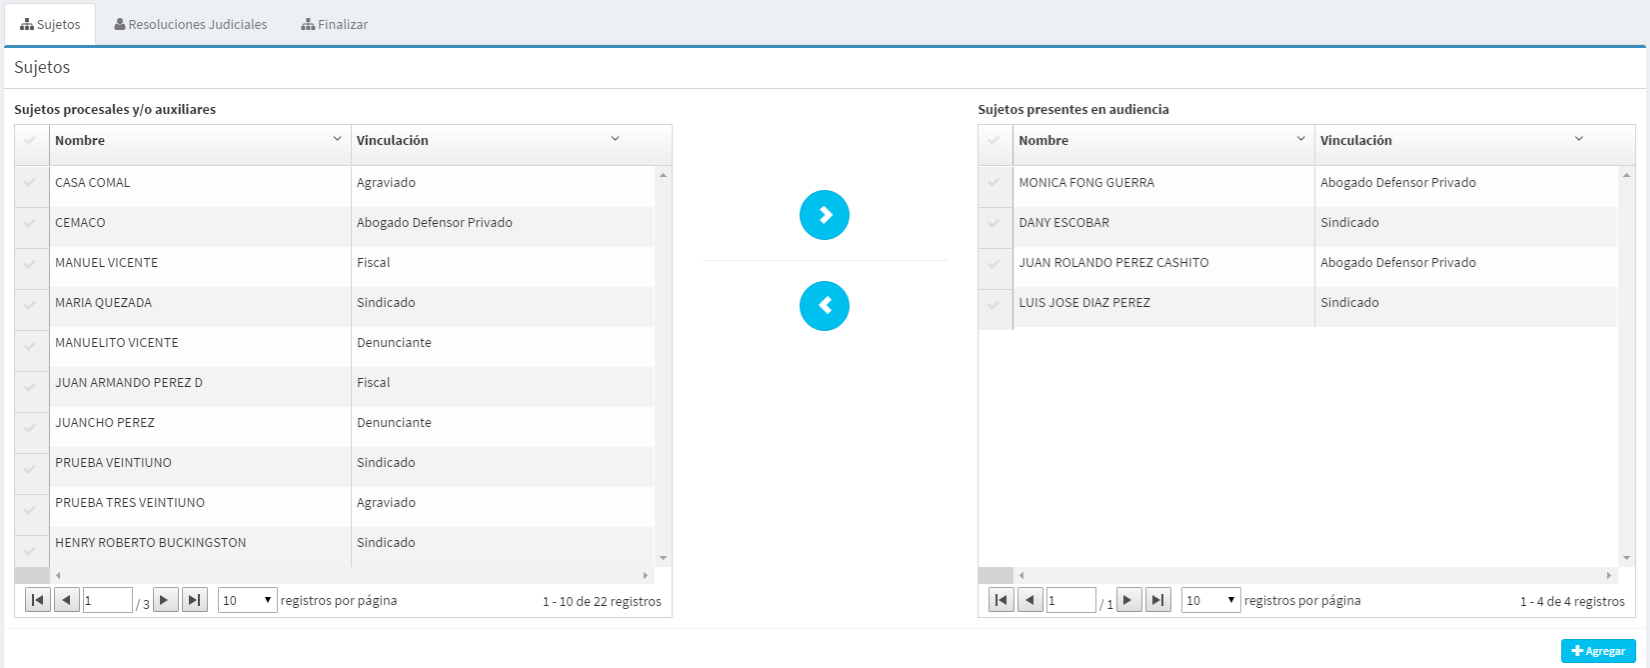 Sujetos Resoluciones Judiciales Finalizar
Sujetos
Sujetos procesales y/o auxiliares
Nombre Vinculación
CASA COMAL Agraviado
CEMACO Abogado Defensor Privado
MANUEL VICENTE Fiscal
MARIA QUEZADA Sindicado
MANUELITO VICENTE Denunciante
JUAN ARMANDO PEREZ D Fiscal
JUANCHO PEREZ Denunciante
PRUEBA VEINTIUNO Sindicado
PRUEBA TRES VEINTIUNO Agraviado
HENRY ROBERTO BUCKINGSTON Sindicado
1 / 3 10 registros por página 1 - 10 de 22 registros
Sujetos presentes en audiencia
Nombre Vinculación
MONICA FONG GUERRA Abogado Defensor Privado
DANY ESCOBAR Sindicado
JUAN ROLANDO PEREZ CASHITO Abogado Defensor Privado
LUIS JOSE DIAZ PEREZ Sindicado
1 / 1 10 registros por página 1 - 4 de 4 registros
Agregar